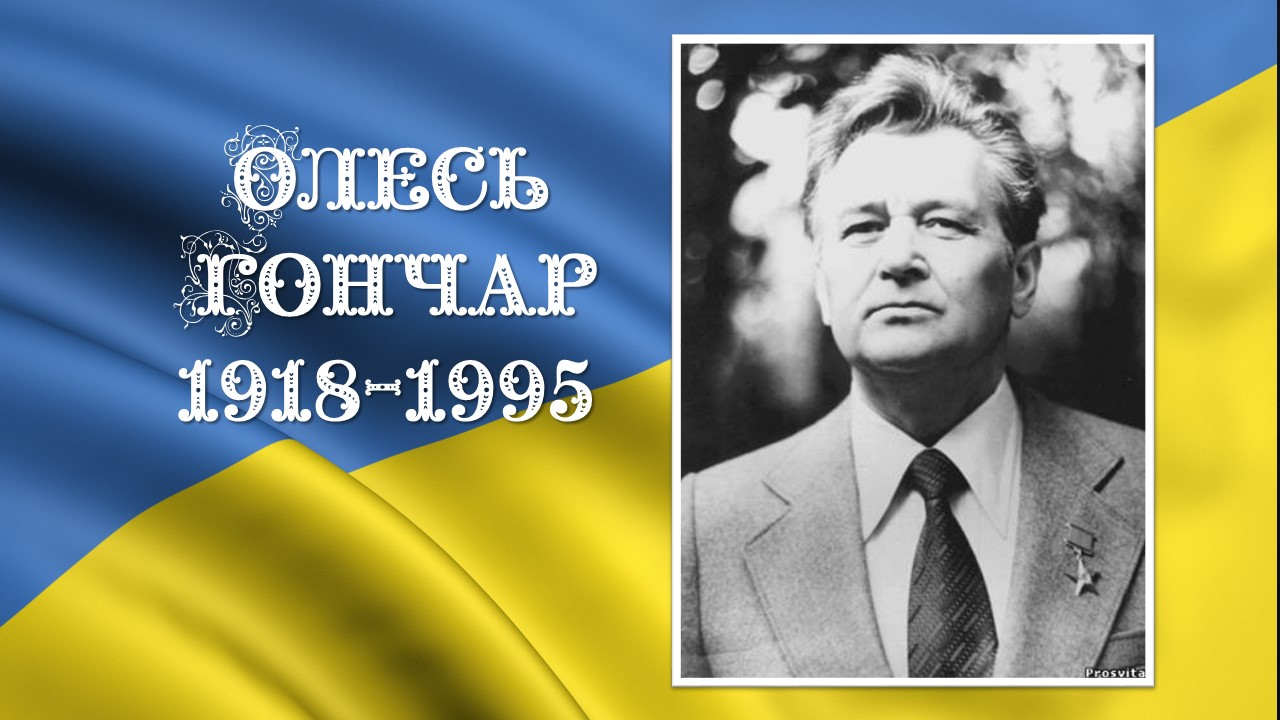 Олесь
Гончар
1918-1995
Prosvita